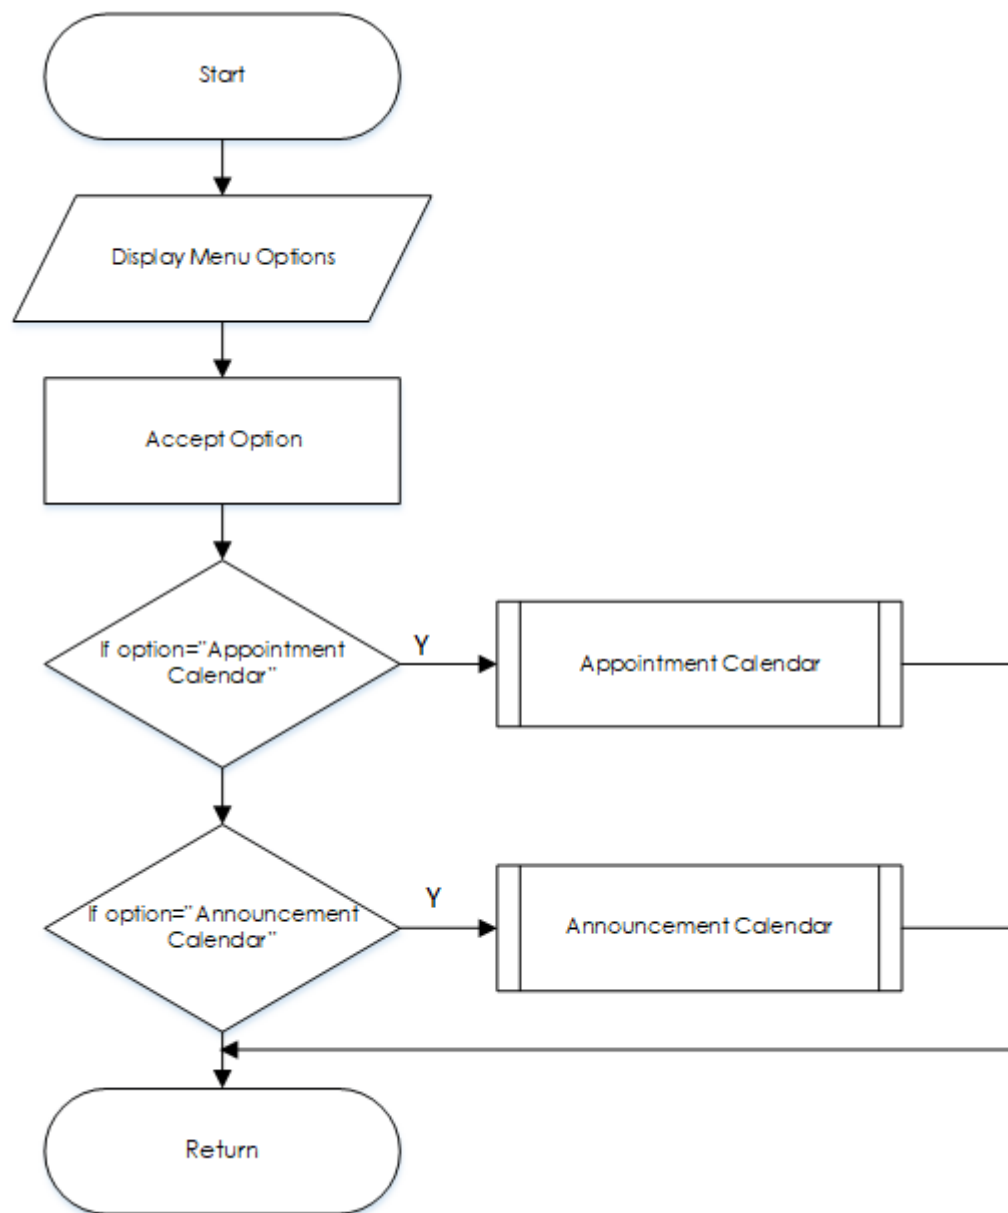 Start
Display Menu Options
Accept Option
If option="Appointment
Calendar"
Y
Appointment Calendar
If option="Announcement
Calendar"
Y
Announcement Calendar
Return